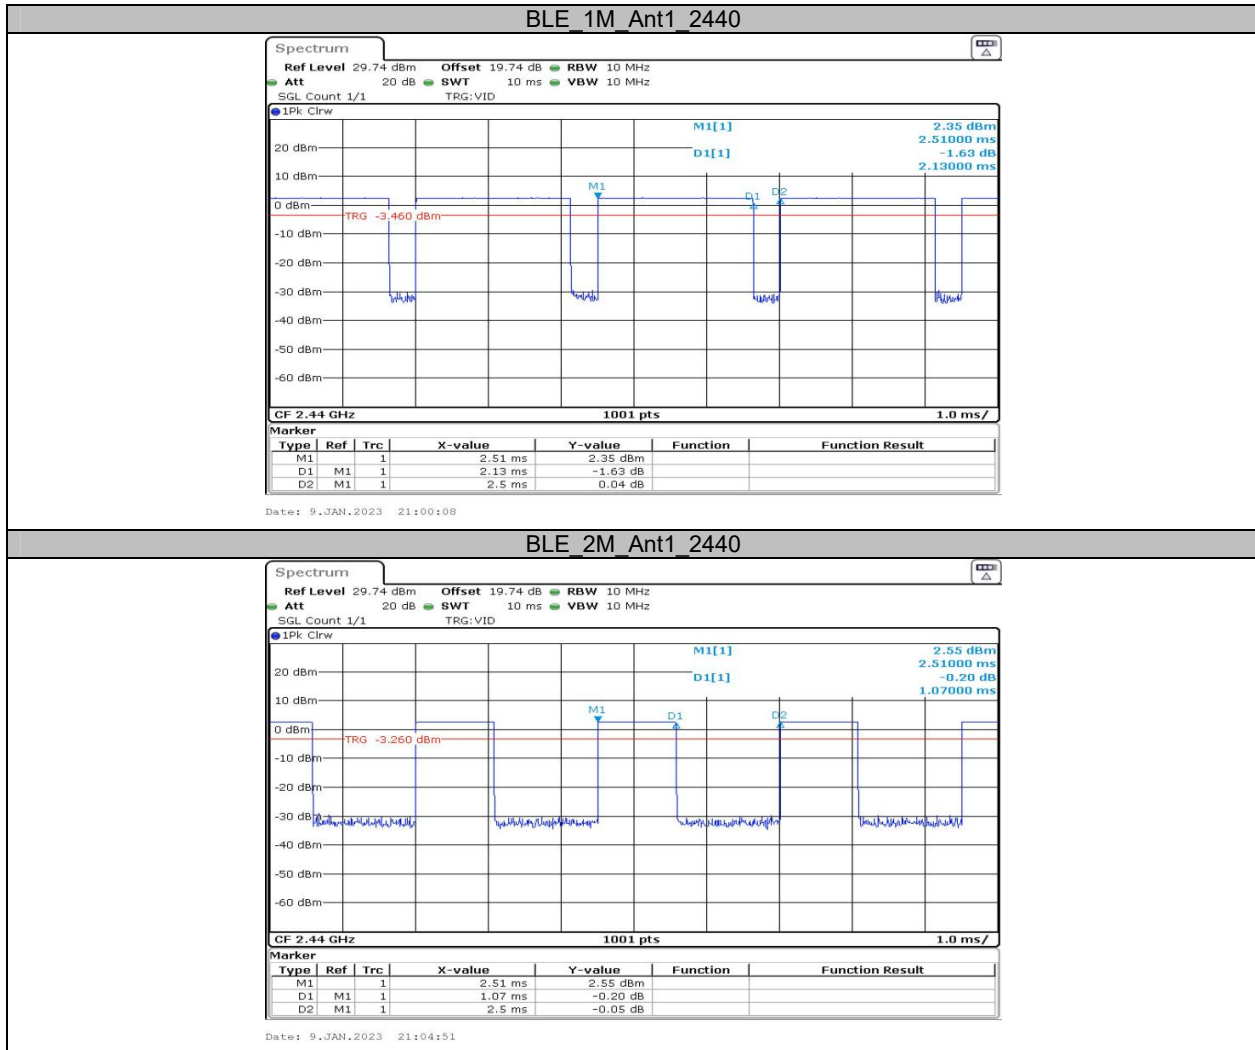 BLE_1M_Ant1_2440
Spectrum
Ref Level 29.74 dBm Offset 19.74 dB RBW 10 MHz
Att 20 dB SWT 10 ms VBW 10 MHz
SGL Count 1/1 TRG:VID
1Pk Clrw
M1[1] 2.35 dBm
2.51000 ms
20 dBm
D1[1] -1.63 dB
2.13000 ms
10 dBm
M1
D1 D2
0 dBm
TRG -3.460 dBm
-10 dBm
-20 dBm
-30 dBm
-40 dBm
-50 dBm
-60 dBm
CF 2.44 GHz 1001 pts 1.0 ms/
Marker
Type Ref Trc X-value Y-value Function Function Result
M1 1 2.51 ms 2.35 dBm
D1 M1 1 2.13 ms -1.63 dB
D2 M1 1 2.5 ms 0.04 dB
Date: 9.JAN.2023 21:00:08
BLE_2M_Ant1_2440
Spectrum
Ref Level 29.74 dBm Offset 19.74 dB RBW 10 MHz
Att 20 dB SWT 10 ms VBW 10 MHz
SGL Count 1/1 TRG:VID
1Pk Clrw
M1[1] 2.55 dBm
2.51000 ms
20 dBm
D1[1] -0.20 dB
1.07000 ms
10 dBm
M1 D1 D2
0 dBm
TRG -3.260 dBm
-10 dBm
-20 dBm
-30 dBm
-40 dBm
-50 dBm
-60 dBm
CF 2.44 GHz 1001 pts 1.0 ms/
Marker
Type Ref Trc X-value Y-value Function Function Result
M1 1 2.51 ms 2.55 dBm
D1 M1 1 1.07 ms -0.20 dB
D2 M1 1 2.5 ms -0.05 dB
Date: 9.JAN.2023 21:04:51